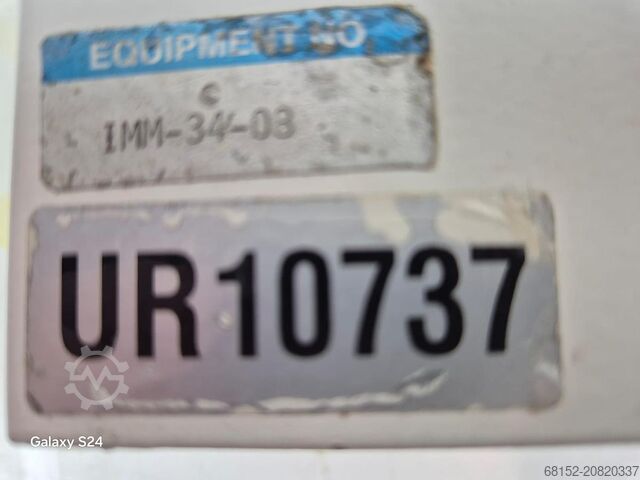 EQUIPMENT NO
IMM-34-03
UR10737
Galaxy S24
68152-20820337